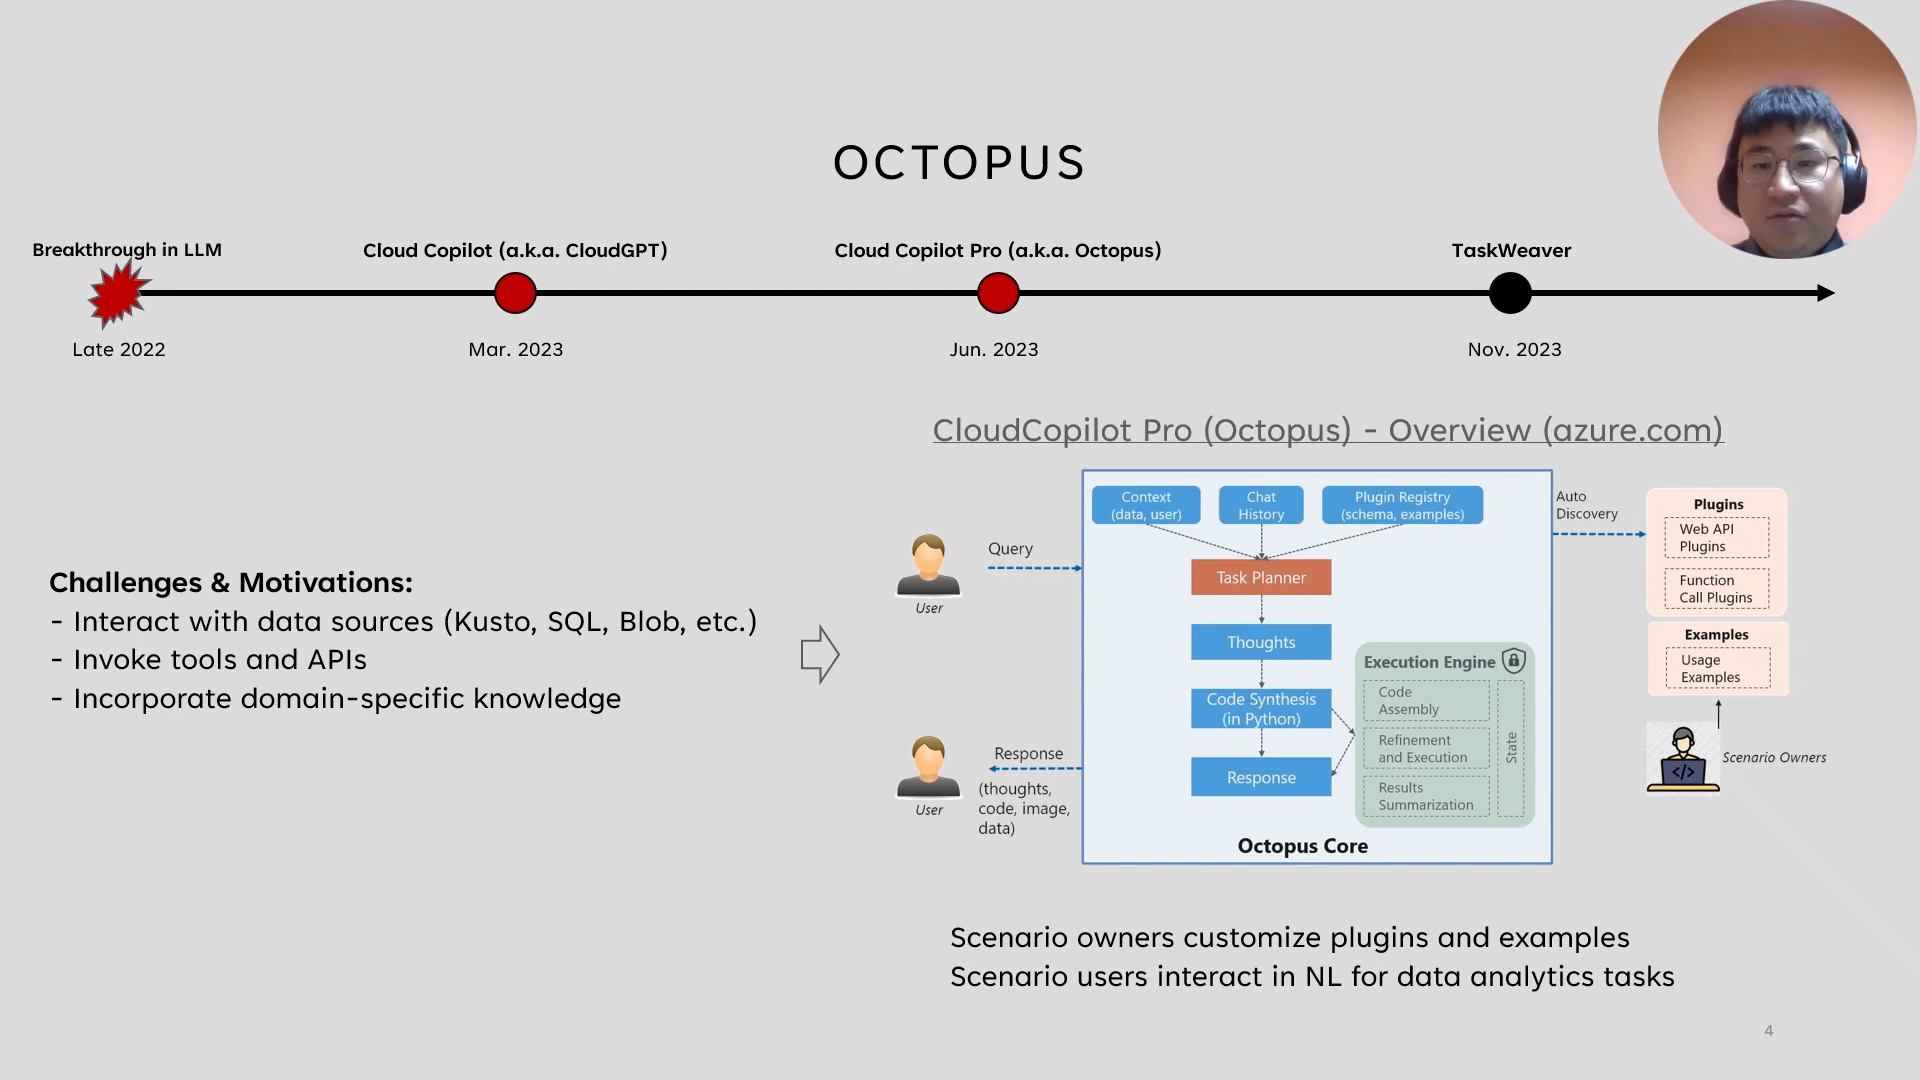 OCTOPUS
Breakthrough in LLM
Cloud Copilot (a.k.a. CloudGPT)
Cloud Copilot Pro (a.k.a. Octopus)
TaskWeaver
Late 2022
Mar. 2023
Jun. 2023
Nov. 2023
Challenges & Motivations:
- Interact with data sources (Kusto, SQL, Blob, etc.)
- Invoke tools and APIs
- Incorporate domain-specific knowledge
CloudCopilot Pro (Octopus) - Overview (azure.com)
User
Query
User
Response
(thoughts,
code, image,
data)
Context
(data, user)
Chat
History
Plugin Registry
(schema, examples)
Task Planner
Thoughts
Code Synthesis
(in Python)
Response
Execution Engine
Code
Assembly
Refinement
and Execution
Results
Summarization
State
Octopus Core
Auto
Discovery
Plugins
Web API
Plugins
Function
Call Plugins
Examples
Usage
Examples
</>
Scenario Owners
Scenario owners customize plugins and examples
Scenario users interact in NL for data analytics tasks
4